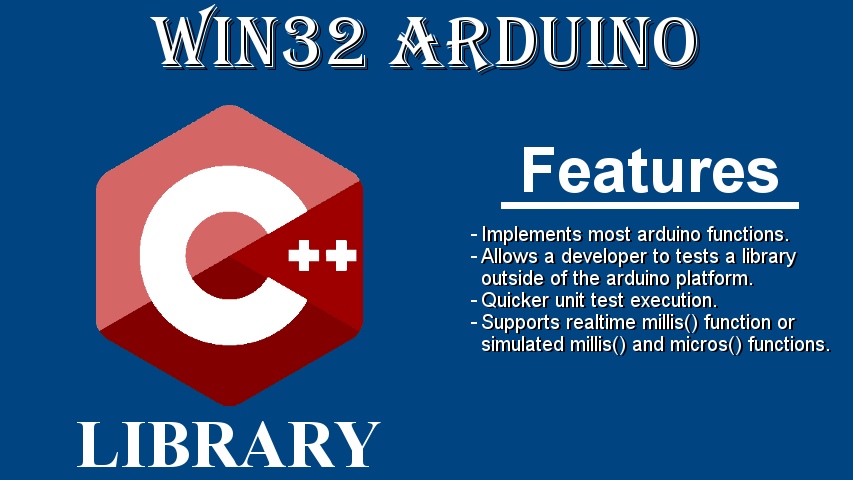 WIN32 ARDUINO
C++
Features
- Implements most arduino functions.
- Allows a developer to tests a library
outside of the arduino platform.
- Quicker unit test execution.
- Supports realtime millis() function or
simulated millis() and micros() functions.
LIBRARY